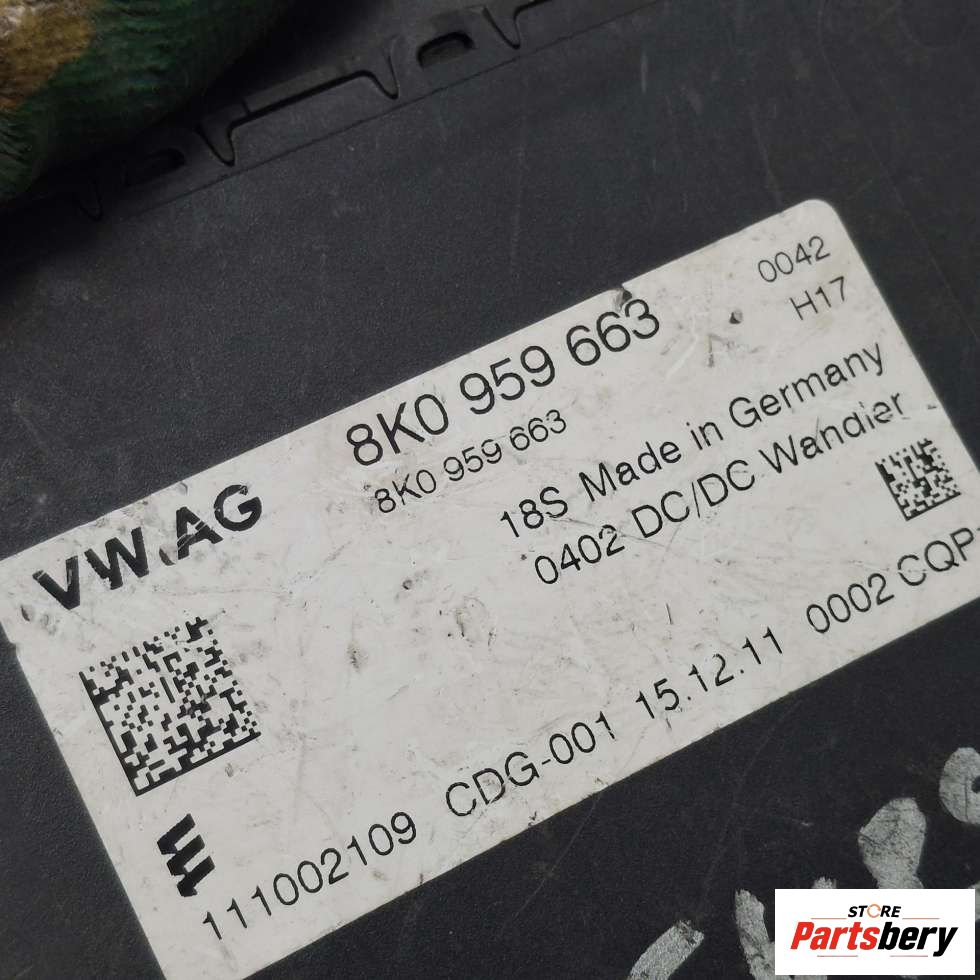 0042
H17
8K0 959 663
8K0 959 663
VW AG
18S Made in Germany
0402 DC/DC Wandler
111002109 CDG-001 15.12.11 0002 CQP
STORE
Partsbery